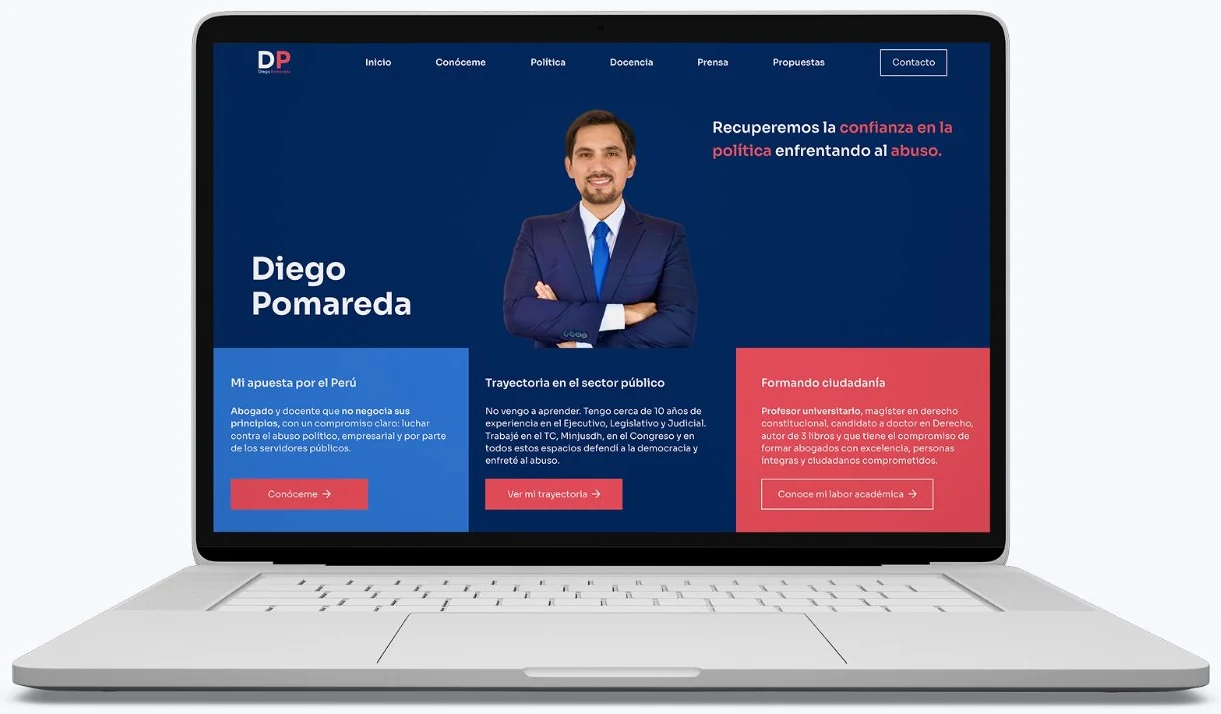 DP
Diego Pomareda
Inicio
Conóceme
Política
Docencia
Prensa
Propuestas
Contacto
Recuperemos la confianza en la
política enfrentando al abuso.
Diego
Pomareda
Mi apuesta por el Perú
Abogado y docente que no negocia sus
principios, con un compromiso claro: luchar
contra el abuso político, empresarial y por parte
de los servidores públicos.
Conóceme →
Trayectoria en el sector público
No vengo a aprender. Tengo cerca de 10 años de
experiencia en el Ejecutivo, Legislativo y Judicial.
Trabajé en el TC, Minjusdh, en el Congreso y en
todos estos espacios defendí a la democracia y
enfreté al abuso.
Ver mi trayectoria →
Formando ciudadanía
Profesor universitario, magíster en derecho
constitucional, candidato a doctor en Derecho,
autor de 3 libros y que tiene el compromiso de
formar abogados con excelencia, personas
íntegras y ciudadanos comprometidos.
Conoce mi labor académica →